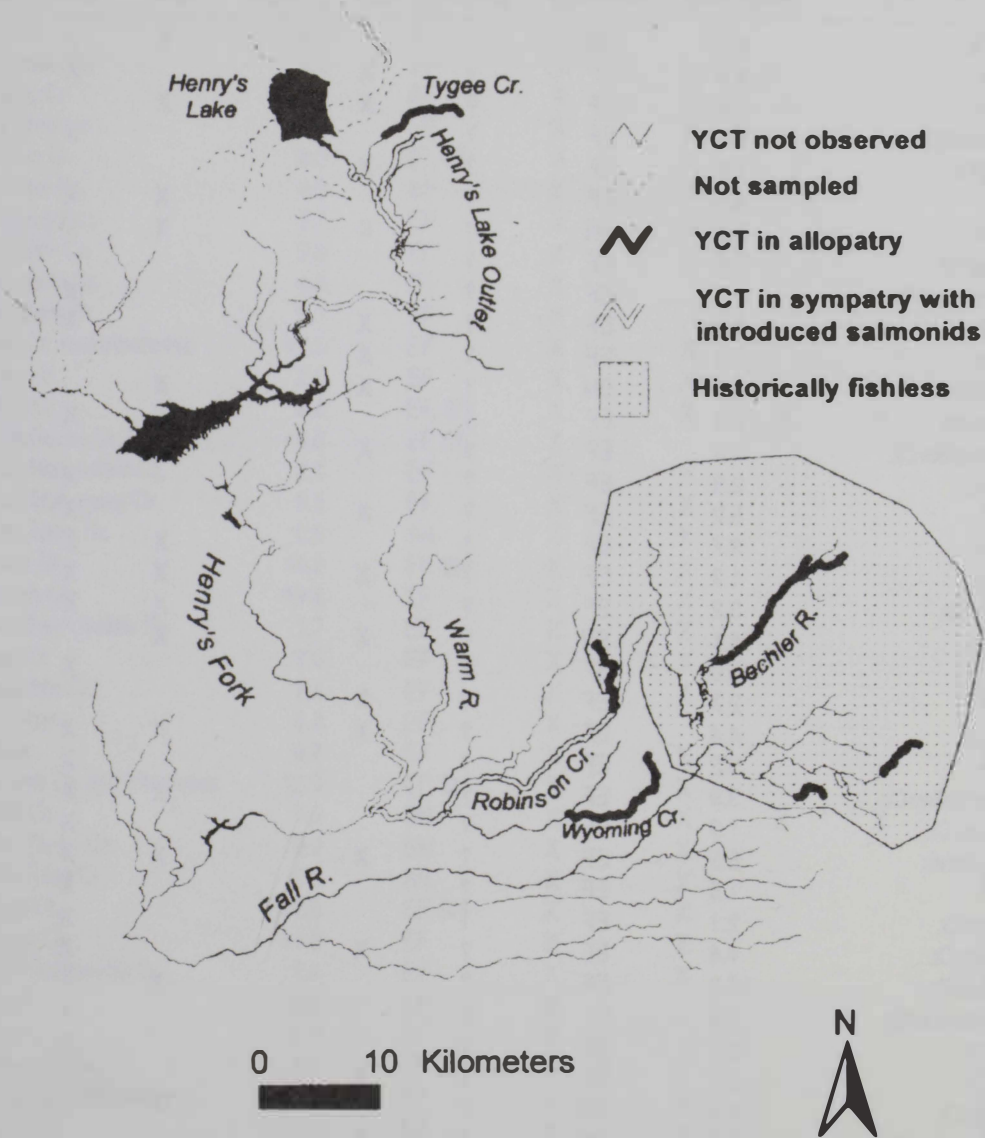 Henry's
Lake
Tygee Cr.
Henry's Lake Outlet
YCT not observed
Not sampled
YCT in allopatry
YCT in sympatry with
introduced salmonids
Historically fishless
Henry's Fork
Warm R.
Bechler R.
Robinson Cr.
Wyoming Cr.
Fall R.
N
0 10 Kilometers